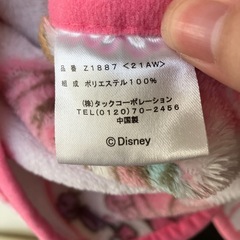 品番 Z1887 <21AW>
組成 ポリエステル100%
(株)タックコーポレーション
TEL(0120)70-2456
中国製
©Disney